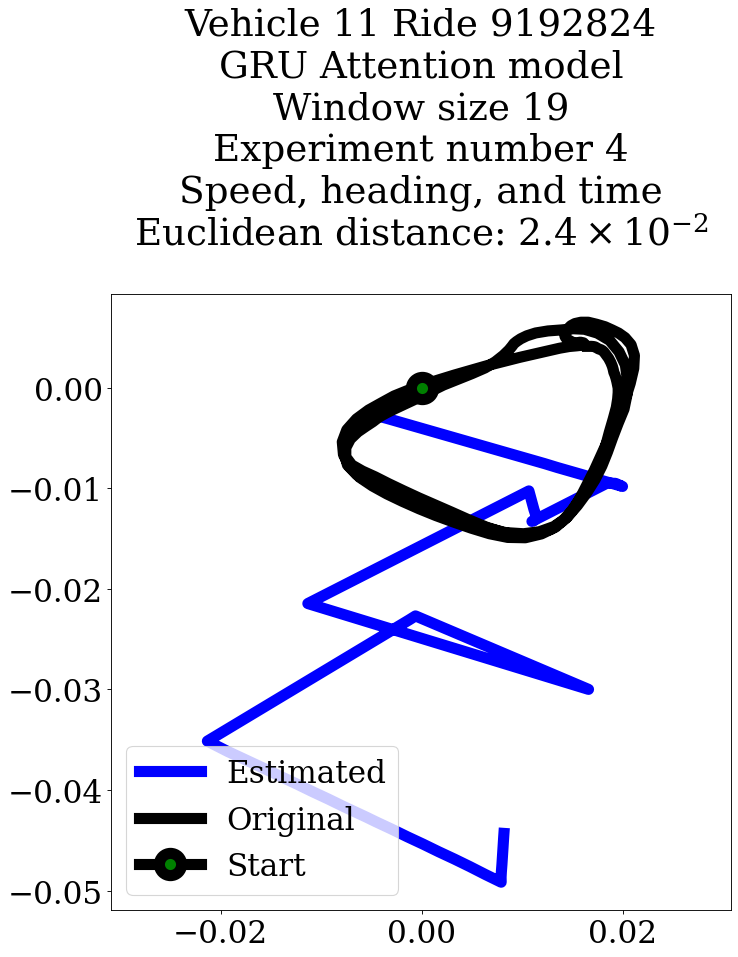 Vehicle 11 Ride 9192824
GRU Attention model
Window size 19
Experiment number 4
Speed, heading, and time
Euclidean distance: 2.4 × 10⁻²
0.00
−0.01
−0.02
−0.03
−0.04
−0.05
Estimated
Original
Start
−0.02
0.00
0.02